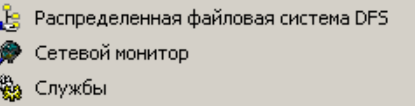 Распределенная файловая система DFS
Сетевой монитор
Службы